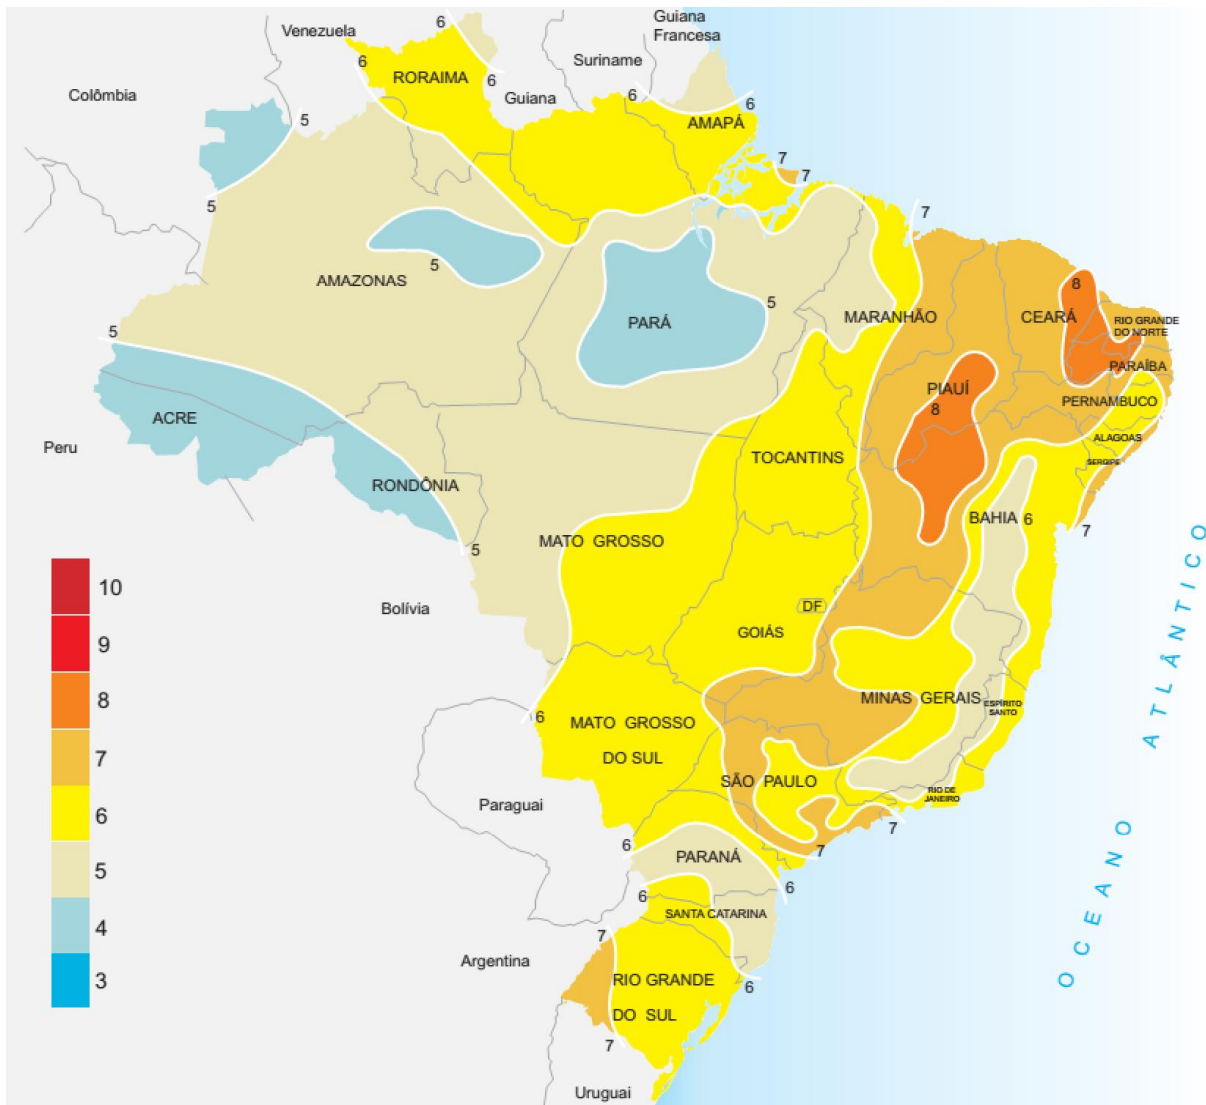 Guiana
Francesa
6
Venezuela
Suriname
6
RORAIMA
6
Guiana
6
6
Colômbia
5
AMAPÁ
7
7
5
7
5
AMAZONAS
5
8
PARÁ
MARANHÃO
CEARÁ
RIO GRANDE
DO NORTE
5
PARAÍBA
PIAUÍ
PERNAMBUCO
8
ACRE
ALAGOAS
Peru
TOCANTINS
SERGIPE
RONDÔNIA
BAHIA
6
7
MATO GROSSO
5
10
Bolívia
DF
GOIÁS
9
MINAS GERAIS
ESPÍRITO
SANTO
8
6
MATO GROSSO
DO SUL
7
SÃO PAULO
RIO DE
JANEIRO
Paraguai
6
7
6
7
PARANÁ
5
6
6
SANTA CATARINA
4
7
Argentina
RIO GRANDE
DO SUL
6
3
7
Uruguai
OCEANO ATLÂNTICO